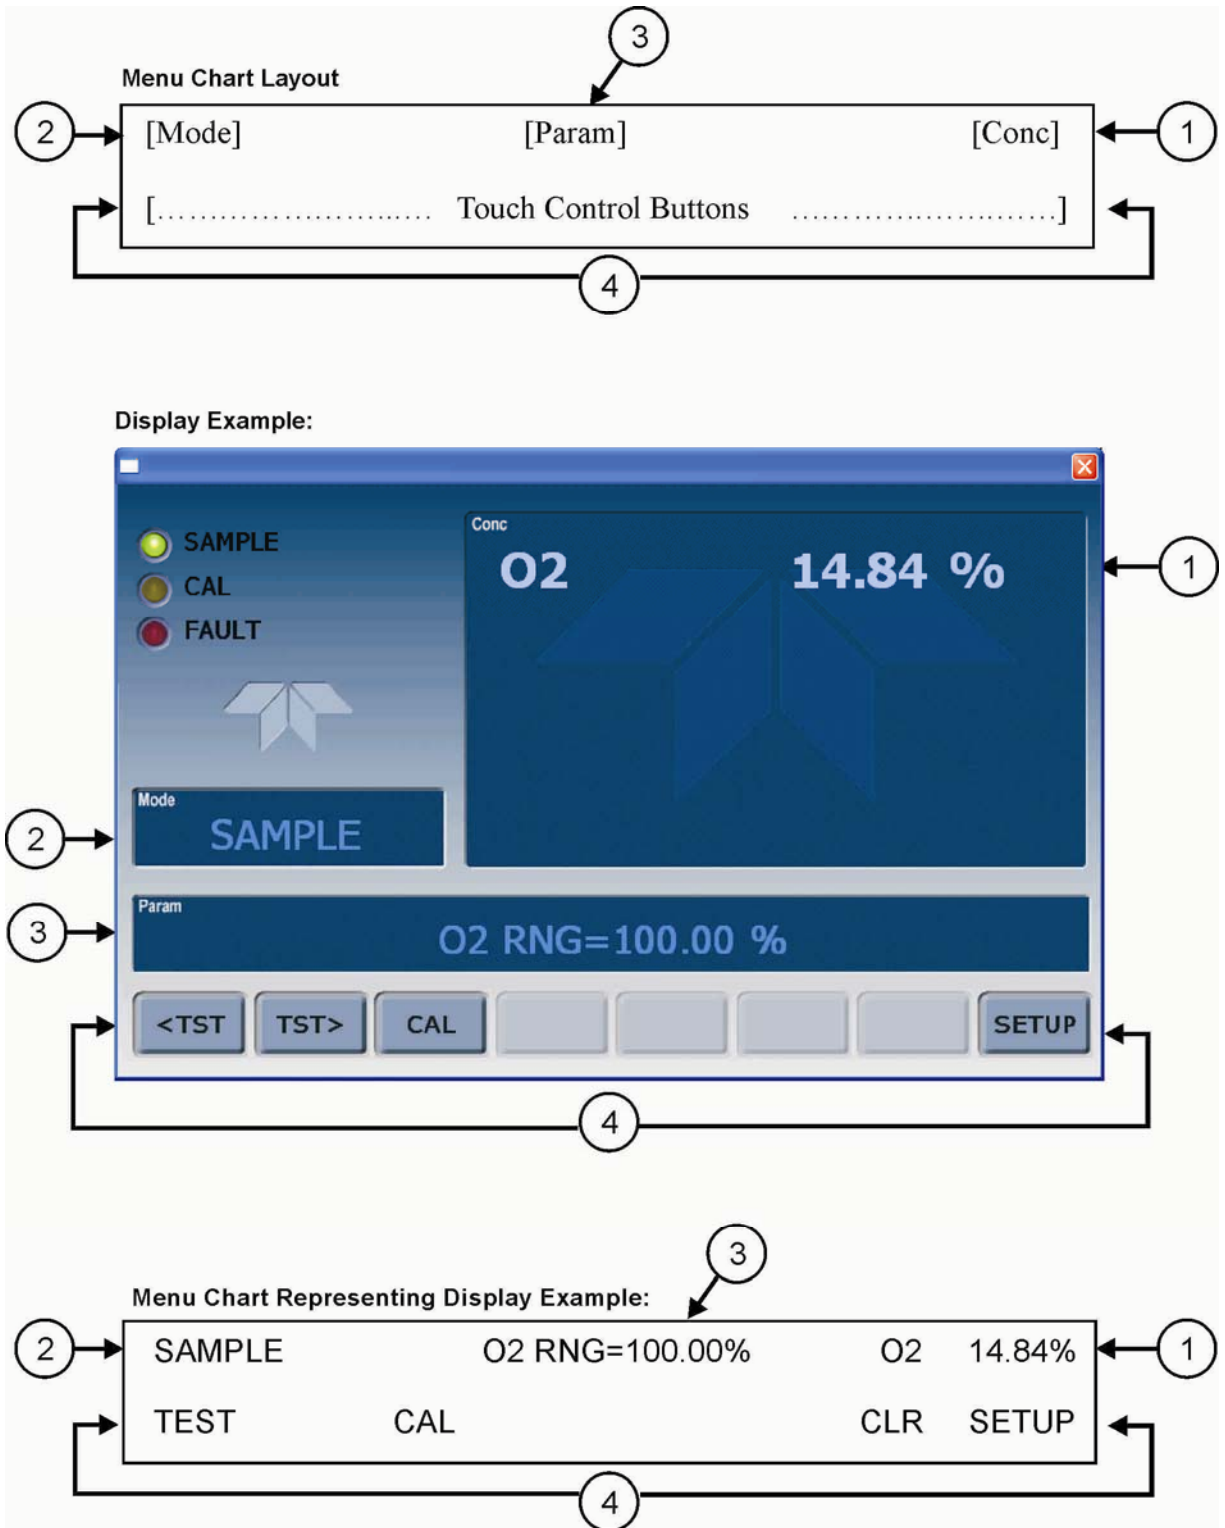 3
Menu Chart Layout
2 [Mode] [Param] [Conc] 1
[........................ Touch Control Buttons ........................]
4
Display Example:
SAMPLE
CAL
FAULT
Conc
O2 14.84 %
1
Mode
SAMPLE
2
Param
O2 RNG=100.00 %
3
<TST TST> CAL SETUP
4
3
Menu Chart Representing Display Example:
2 SAMPLE O2 RNG=100.00% O2 14.84% 1
TEST CAL CLR SETUP
4